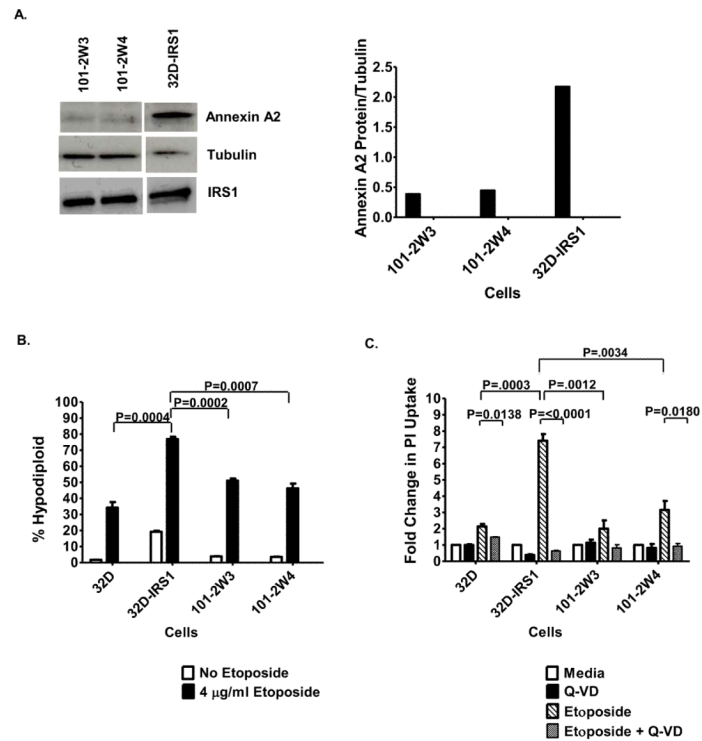 A.
101-2W3
101-2W4
32D-IRS1
Annexin A2
Tubulin
IRS1
Annexin A2 Protein/Tubulin
2.5
2.0
1.5
1.0
0.5
0.0
101-2W3
101-2W4
32D-IRS1
Cells
B.
P=0.0007
P=0.0002
P=0.0004
% Hypodiploid
100
90
80
70
60
50
40
30
20
10
0
32D
32D-IRS1
101-2W3
101-2W4
Cells
No Etoposide
4 μg/ml Etoposide
C.
P=.0034
P=.0003
P=.0012
P=0.0138
P=<0.0001
P=0.0180
Fold Change in PI Uptake
10
9
8
7
6
5
4
3
2
1
0
32D
32D-IRS1
101-2W3
101-2W4
Cells
Media
Q-VD
Etoposide
Etoposide + Q-VD